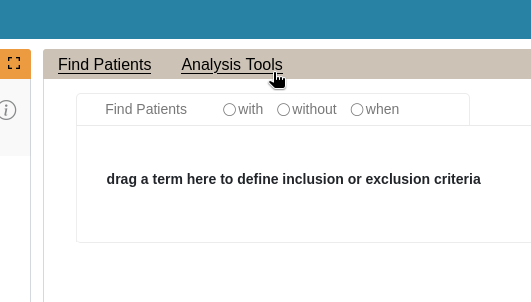 Find Patients Analysis Tools
Find Patients with without when
drag a term here to define inclusion or exclusion criteria